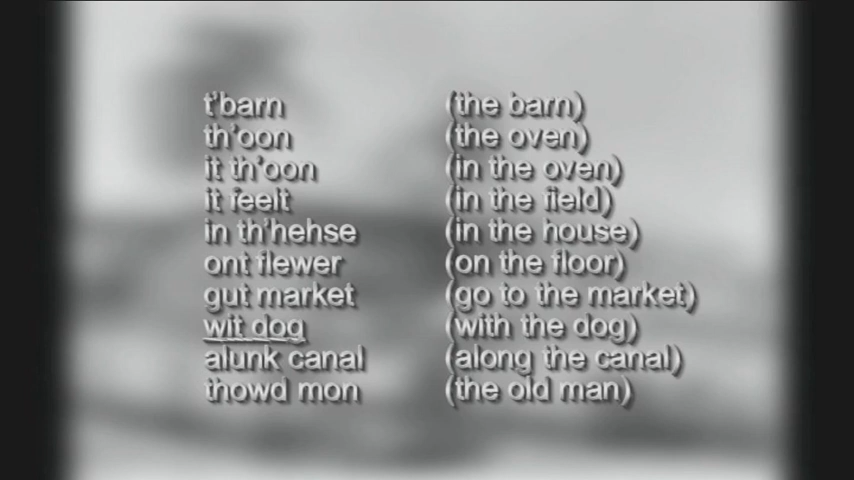 t'barn (the barn)
th'oon (the oven)
it th'oon (in the oven)
it feelt (in the field)
in th'hehse (in the house)
ont flewer (on the floor)
gut market (go to the market)
wit dog (with the dog)
alunk canal (along the canal)
thowd mon (the old man)